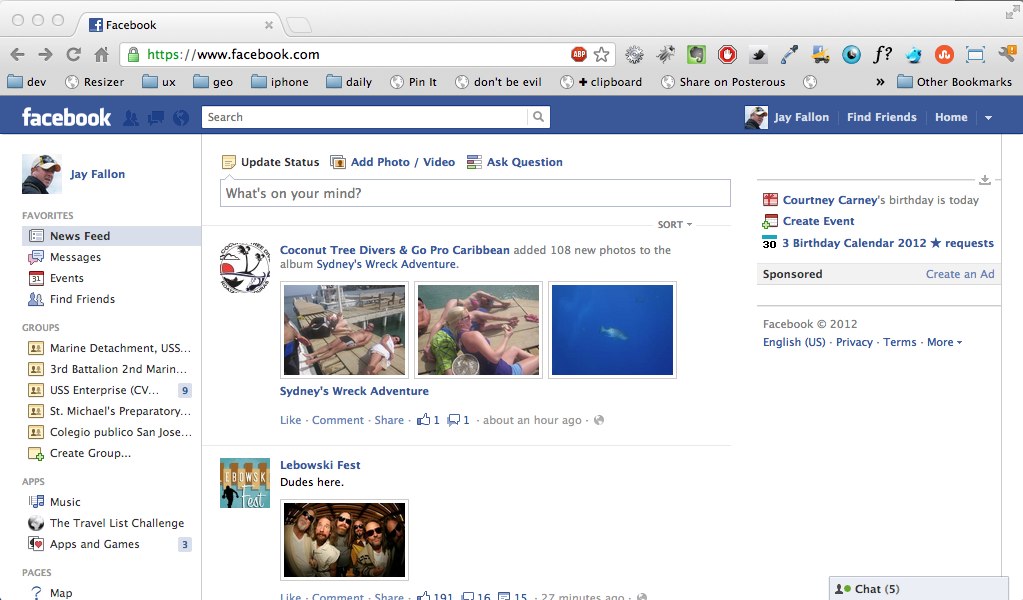 Facebook
https://www.facebook.com
ABP
f?
dev
Resizer
ux
geo
iphone
daily
Pin It
don't be evil
+ clipboard
Share on Posterous
»
Other Bookmarks
facebook
Search
Jay Fallon
Find Friends
Home
Jay Fallon
FAVORITES
News Feed
Messages
31 Events
Find Friends
GROUPS
Marine Detachment, USS...
3rd Battalion 2nd Marin...
USS Enterprise (CV... 9
St. Michael's Preparatory...
Colegio publico San Jose...
Create Group...
APPS
Music
The Travel List Challenge
Apps and Games 3
PAGES
? Map
Update Status
Add Photo / Video
Ask Question
What's on your mind?
SORT
Coconut Tree Divers & Go Pro Caribbean added 108 new photos to the
album Sydney's Wreck Adventure.
Sydney's Wreck Adventure
Like · Comment · Share · 1 1 · about an hour ago ·
LEBOWSK
Fest
Lebowski Fest
Dudes here.
Like · Comment · Share · 191 16 15 · 27 minutes ago ·
Courtney Carney's birthday is today
Create Event
30 3 Birthday Calendar 2012 ★ requests
Sponsored
Create an Ad
Facebook © 2012
English (US) · Privacy · Terms · More
Chat (5)